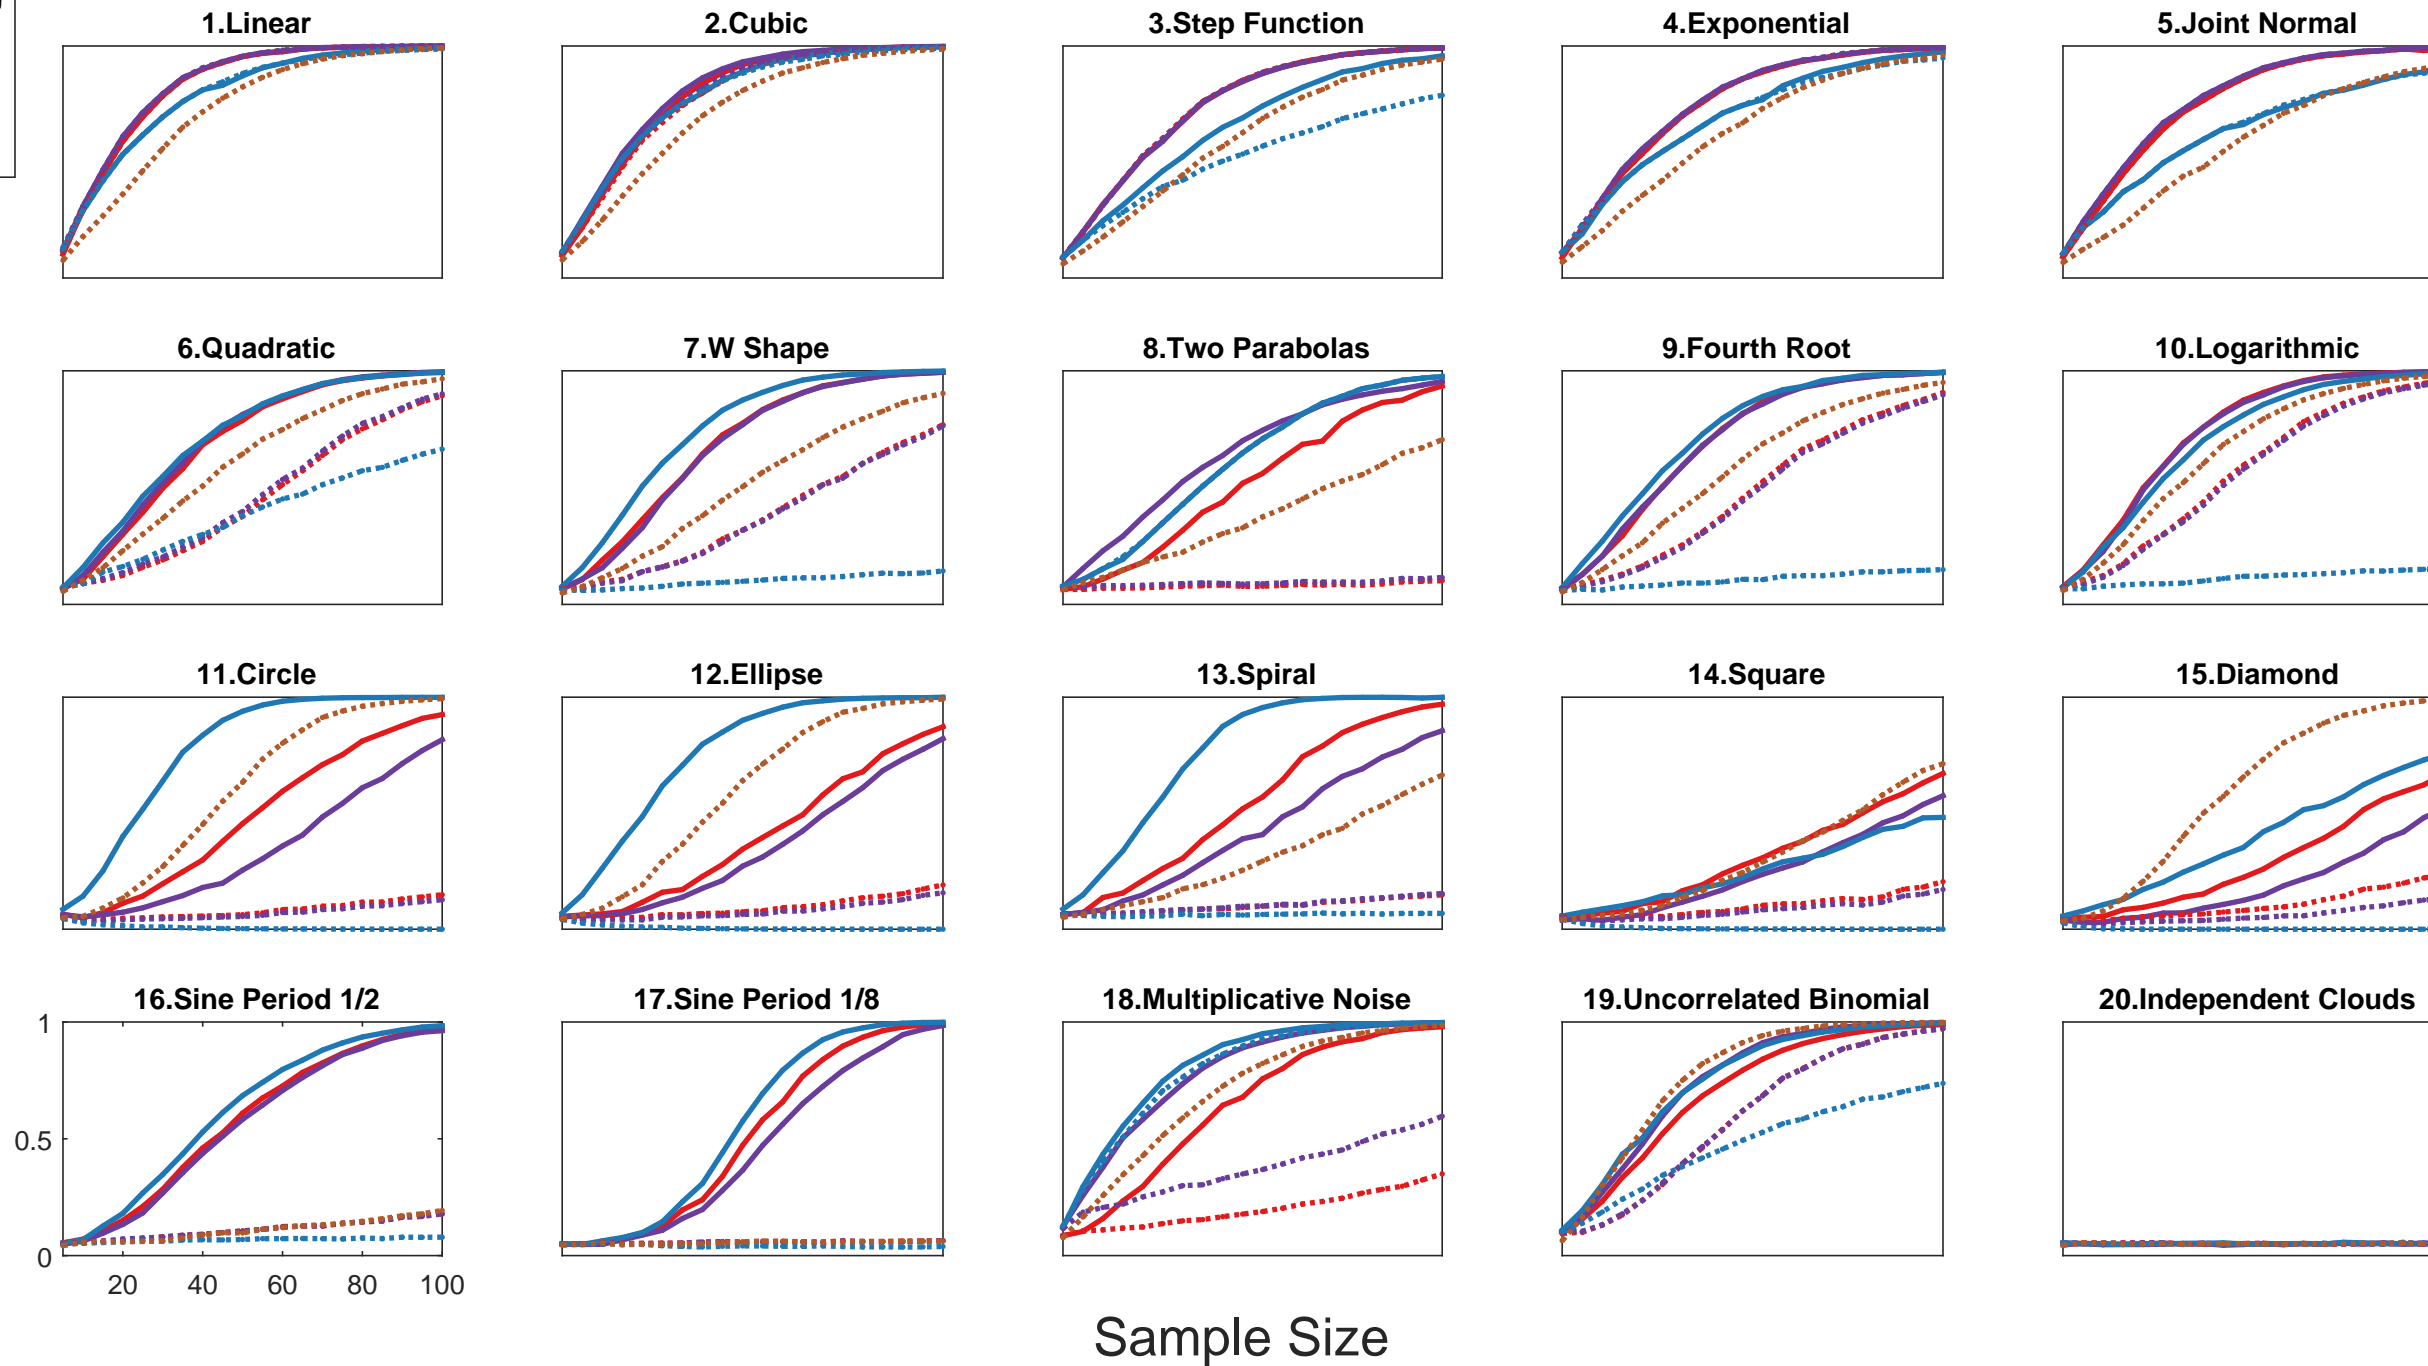 1.Linear
2.Cubic
3.Step Function
4.Exponential
5.Joint Normal
6.Quadratic
7.W Shape
8.Two Parabolas
9.Fourth Root
10.Logarithmic
11.Circle
12.Ellipse
13.Spiral
14.Square
15.Diamond
16.Sine Period 1/2
17.Sine Period 1/8
18.Multiplicative Noise
19.Uncorrelated Binomial
20.Independent Clouds
1
0.5
0
20 40 60 80 100
Sample Size